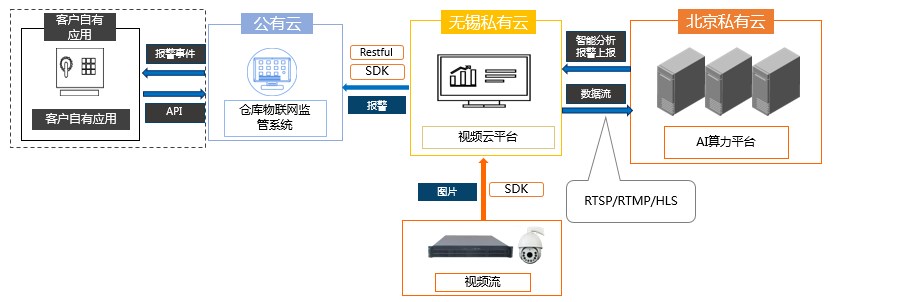 客户自有
应用
客户自有应用
报警事件
API
公有云
仓库物联网监
管系统
Restful
SDK
报警
无锡私有云
视频云平台
智能分析
报警上报
数据流
北京私有云
AI算力平台
RTSP/RTMP/HLS
图片
SDK
视频流